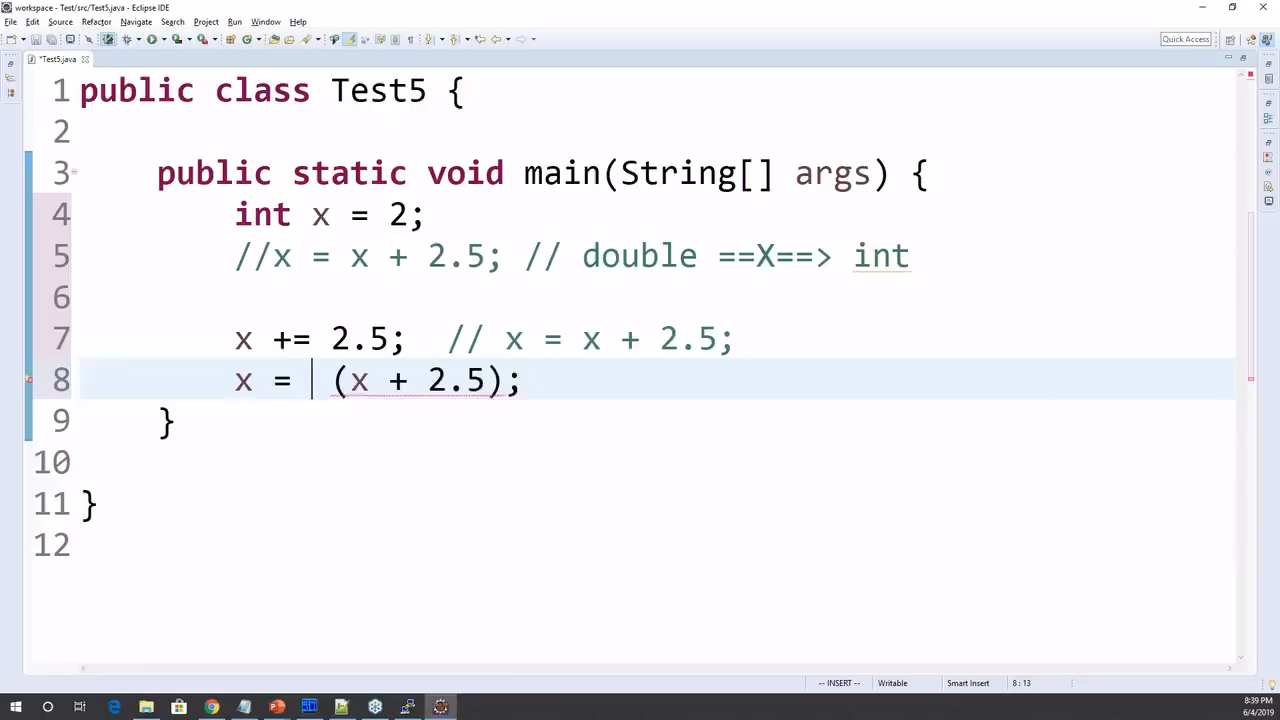 workspace - Test/src/Test5.java - Eclipse IDE
File Edit Source Refactor Navigate Search Project Run Window Help
Quick Access
*Test5.java
1 public class Test5 {
2
3 public static void main(String[] args) {
4 int x = 2;
5 //x = x + 2.5; // double ==X==> int
6
7 x += 2.5; // x = x + 2.5;
8 x = (x + 2.5);
9 }
10
11 }
12
-- INSERT -- Writable Smart Insert 8 : 13
8:39 PM
6/4/2019